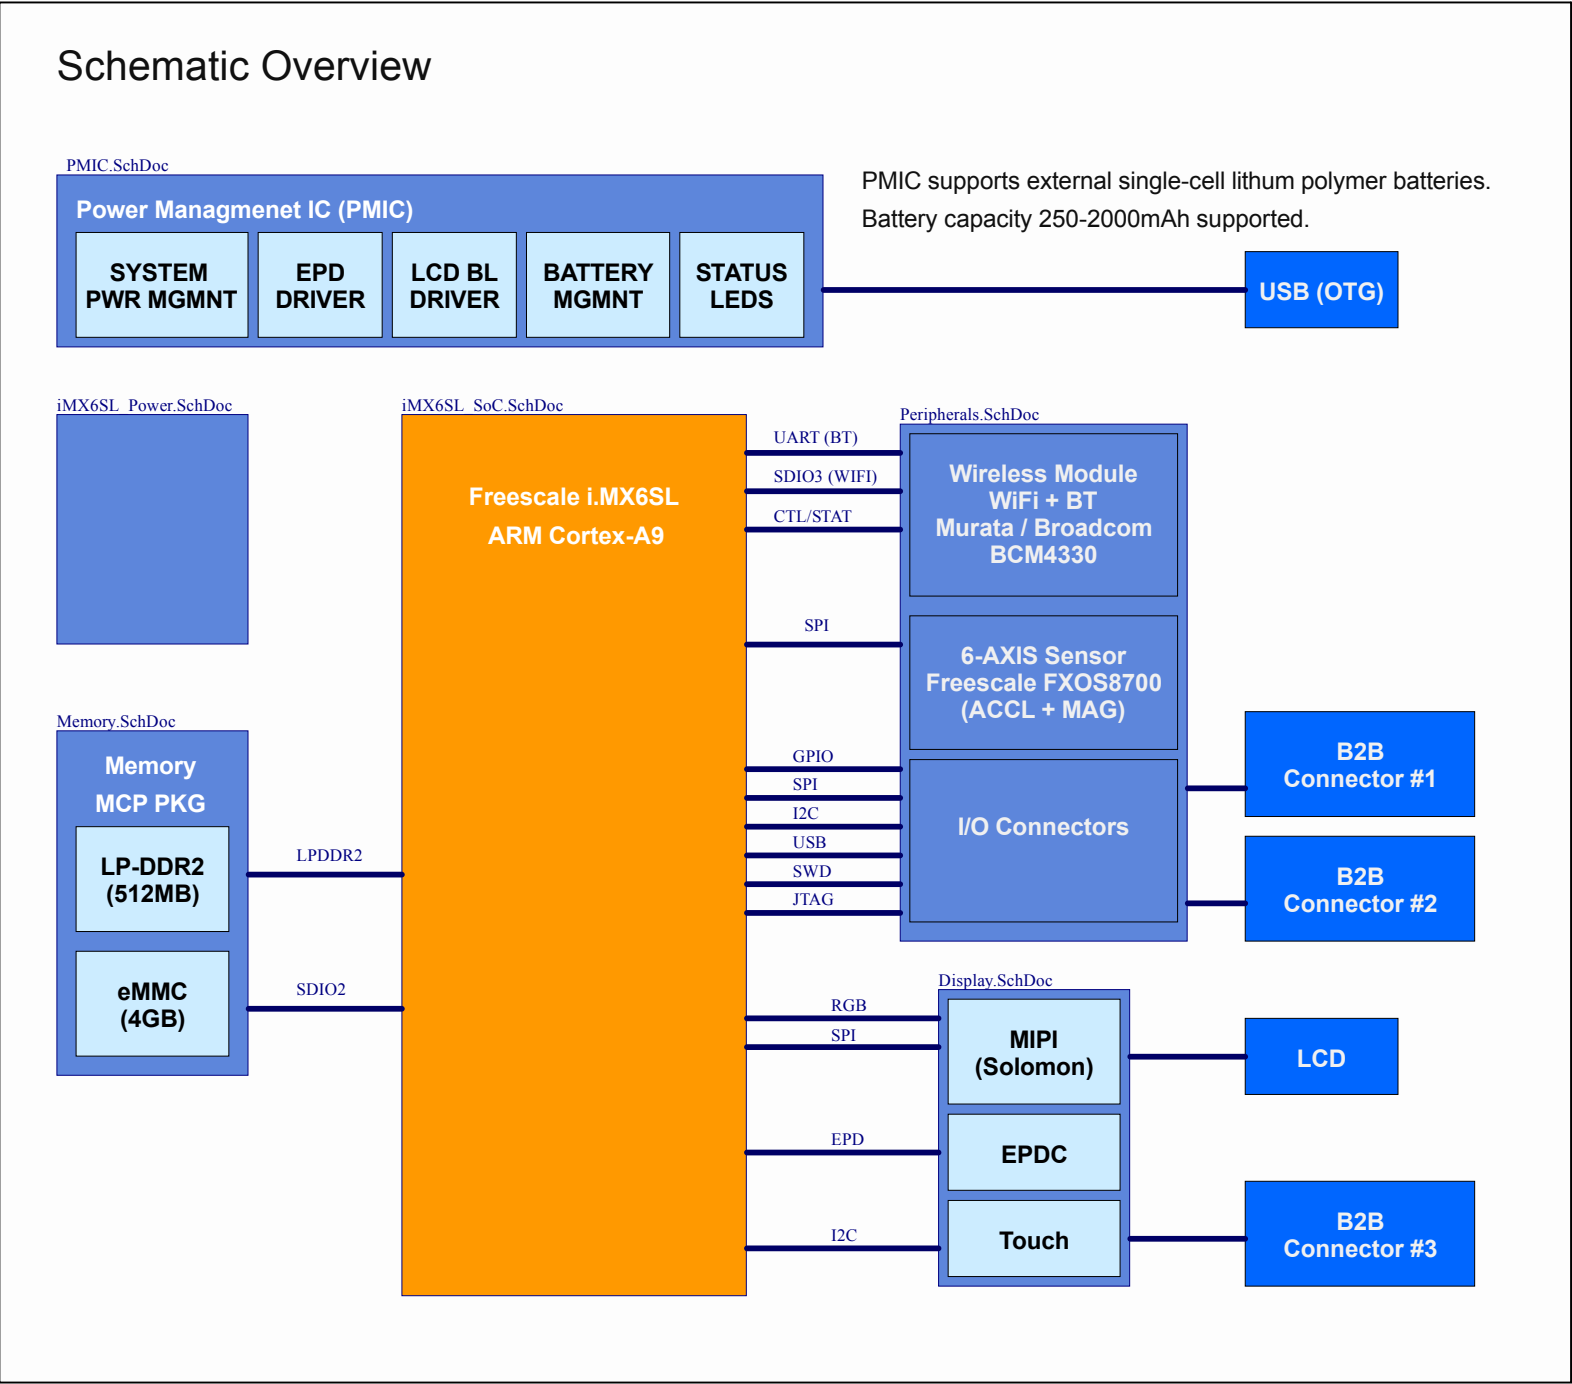 Schematic Overview
PMIC.SchDoc
Power Managmenet IC (PMIC)
SYSTEM
PWR MGMNT
EPD
DRIVER
LCD BL
DRIVER
BATTERY
MGMNT
STATUS
LEDS
PMIC supports external single-cell lithum polymer batteries.
Battery capacity 250-2000mAh supported.
USB (OTG)
iMX6SL_Power.SchDoc
iMX6SL_SoC.SchDoc
Freescale i.MX6SL
ARM Cortex-A9
UART (BT)
SDIO3 (WIFI)
CTL/STAT
SPI
GPIO
SPI
I2C
USB
SWD
JTAG
Peripherals.SchDoc
Wireless Module
WiFi + BT
Murata / Broadcom
BCM4330
6-AXIS Sensor
Freescale FXOS8700
(ACCL + MAG)
I/O Connectors
B2B
Connector #1
B2B
Connector #2
Memory.SchDoc
Memory
MCP PKG
LP-DDR2
(512MB)
eMMC
(4GB)
LPDDR2
SDIO2
RGB
SPI
EPD
I2C
Display.SchDoc
MIPI
(Solomon)
EPDC
Touch
LCD
B2B
Connector #3